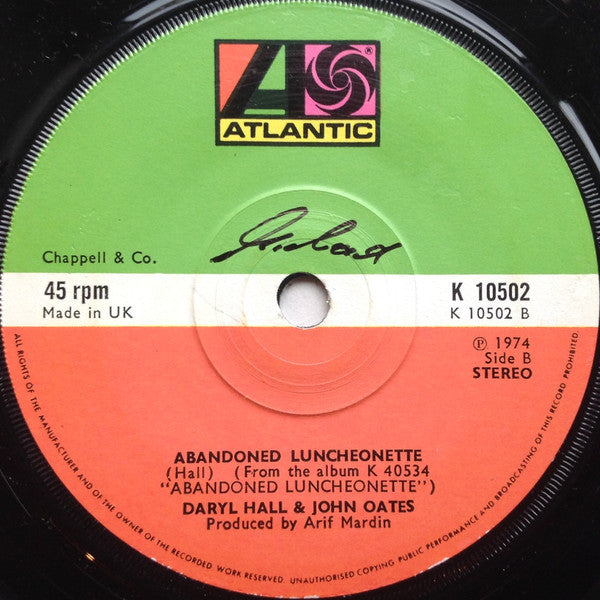 ATLANTIC
®
Chappell & Co.
45 rpm
Made in UK
K 10502
K 10502 B
℗ 1974
Side B
STEREO
ABANDONED LUNCHEONETTE
(Hall) (From the album K 40534
"ABANDONED LUNCHEONETTE")
DARYL HALL & JOHN OATES
Produced by Arif Mardin
ALL RIGHTS OF THE MANUFACTURER AND OF THE OWNER OF THE RECORDED WORK RESERVED. UNAUTHORISED COPYING PUBLIC PERFORMANCE AND BROADCASTING OF THIS RECORD PROHIBITED.